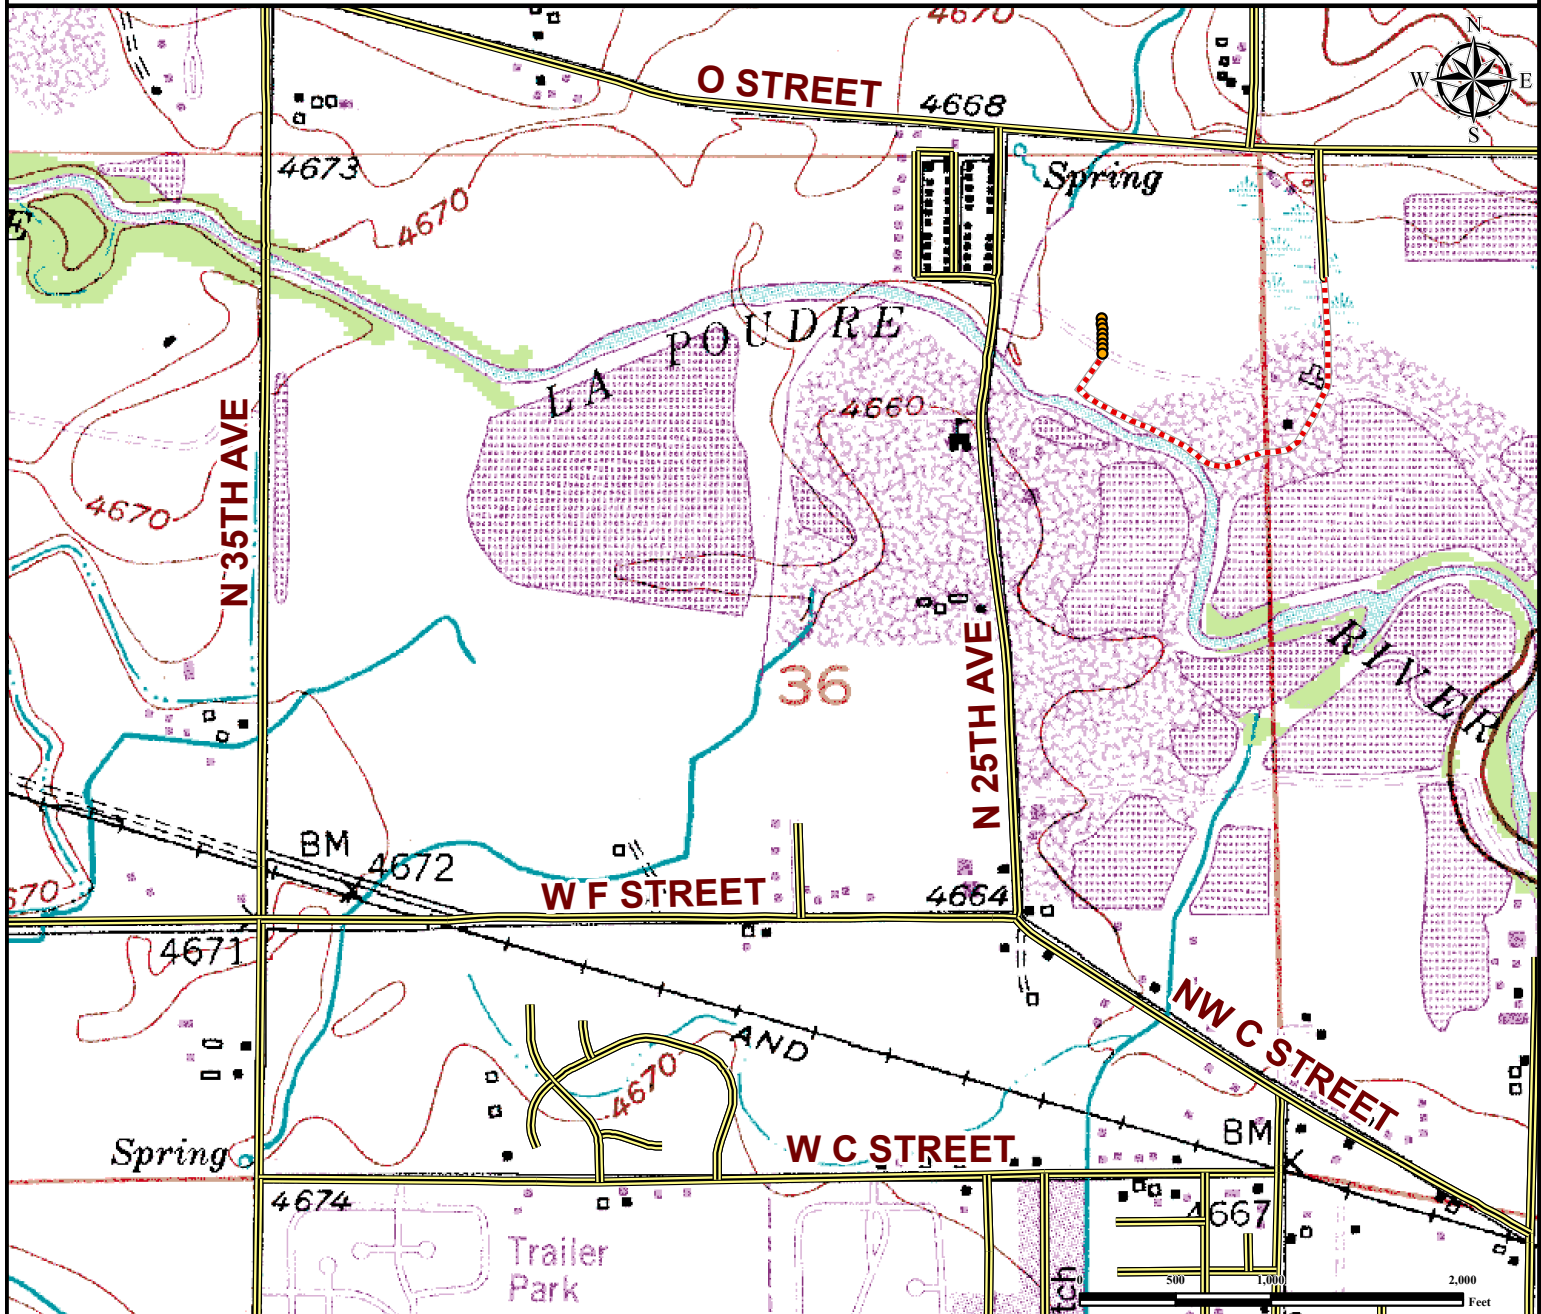 4670
N
W E
S
O STREET
4668
4673
Spring
4670
E
LA POUDRE
4660
N 35TH AVE
4670
RIVER
36
N 25TH AVE
BM
4672
670
W F STREET
4664
4671
NW C STREET
AND
4670
BM
Spring
W C STREET
4674
4667
Trailer
Park
tch
0 500 1,000 2,000
Feet